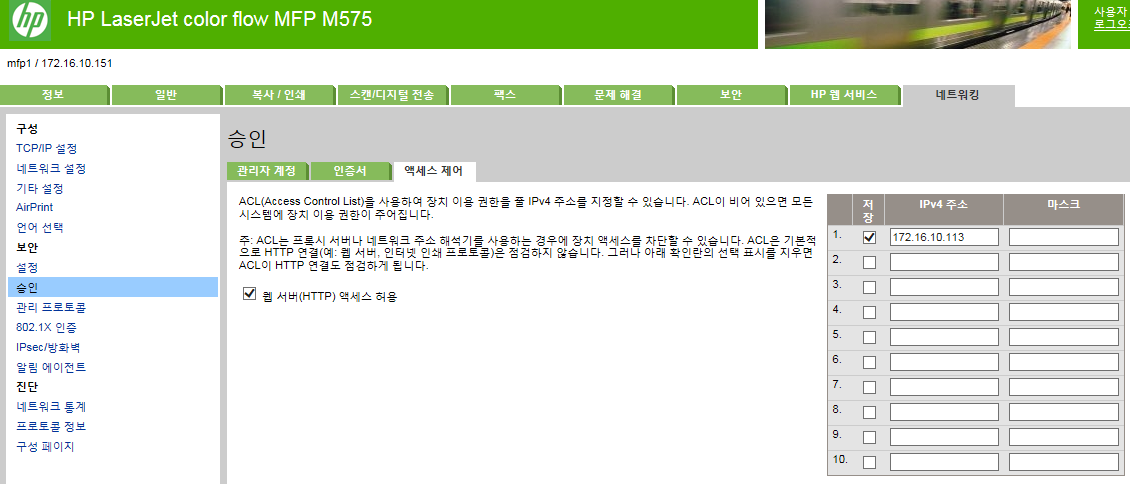 hp
HP LaserJet color flow MFP M575
사용자
mfp1 / 172.16.10.151
정보
일반
복사 / 인쇄
스캔/디지털 전송
팩스
문제 해결
보안
HP 웹 서비스
네트워킹
구성
TCP/IP 설정
네트워크 설정
기타 설정
AirPrint
언어 선택
보안
설정
승인
관리 프로토콜
802.1X 인증
IPsec/방화벽
알림 에이전트
진단
네트워크 통계
프로토콜 정보
구성 페이지
승인
관리자 계정
인증서
액세스 제어
ACL(Access Control List)을 사용하여 장치 이용 권한을 줄 IPv4 주소를 지정할 수 있습니다. ACL이 비어 있으면 모든
시스템에 장치 이용 권한이 주어집니다.
주: ACL는 프록시 서버나 네트워크 주소 해석기를 사용하는 경우에 장치 액세스를 차단할 수 있습니다. ACL은 기본적
으로 HTTP 연결(예: 웹 서버, 인터넷 인쇄 프로토콜)은 점검하지 않습니다. 그러나 아래 확인란의 선택 표시를 지우면
ACL이 HTTP 연결도 점검하게 됩니다.
웹 서버(HTTP) 액세스 허용
저장
IPv4 주소
마스크
1. 172.16.10.113
2.
3.
4.
5.
6.
7.
8.
9.
10.